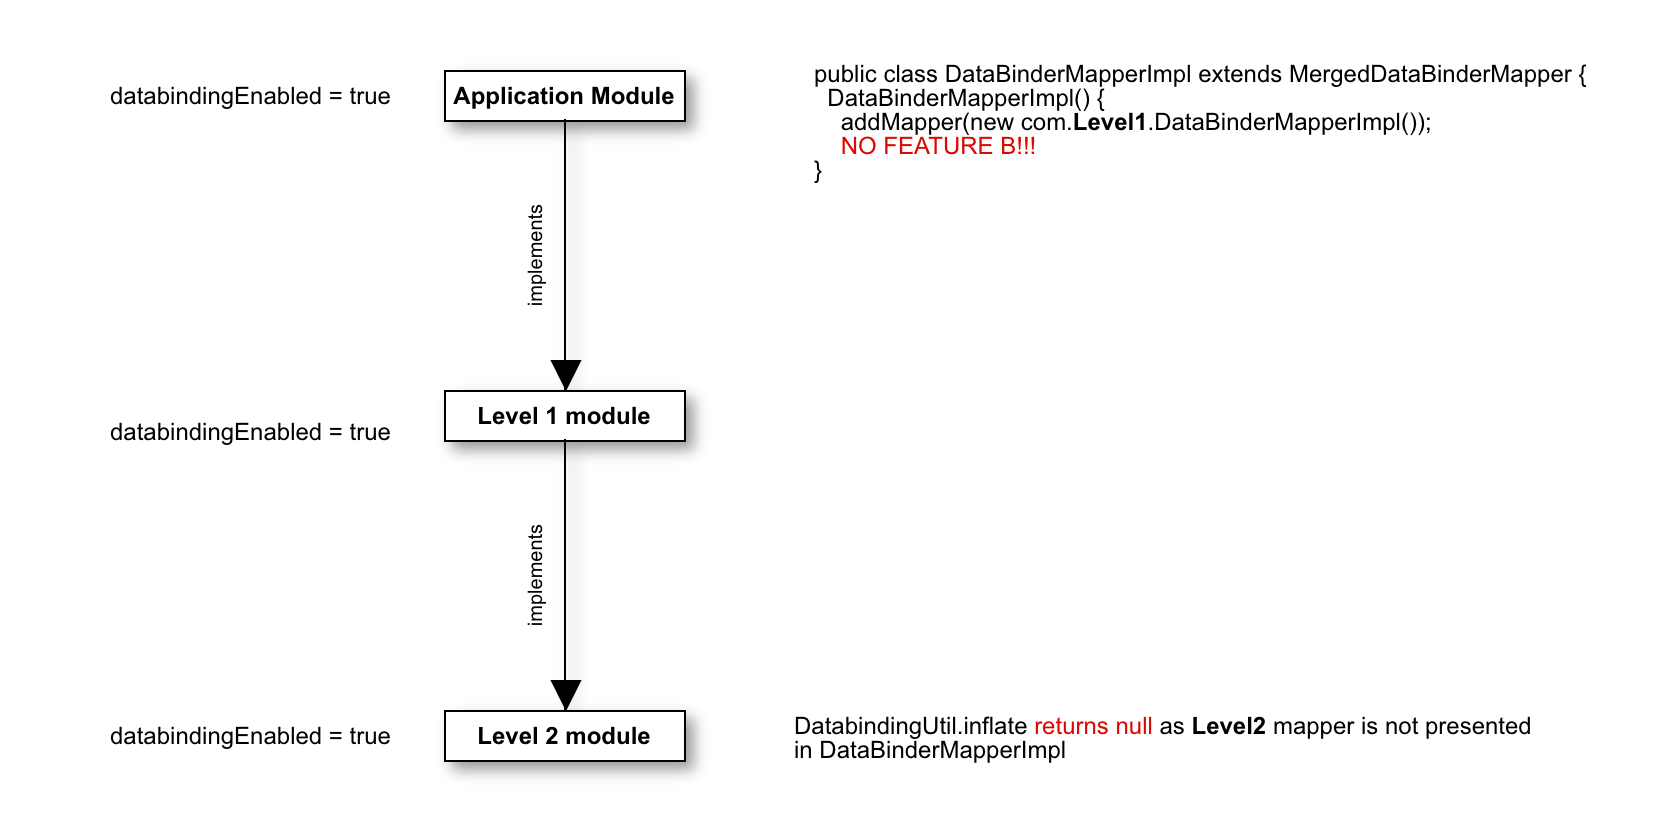 databindingEnabled = true
Application Module
public class DataBinderMapperImpl extends MergedDataBinderMapper {
DataBinderMapperImpl() {
addMapper(new com.Level1.DataBinderMapperImpl());
NO FEATURE B!!!
}
implements
databindingEnabled = true
Level 1 module
implements
databindingEnabled = true
Level 2 module
DatabindingUtil.inflate returns null as Level2 mapper is not presented
in DataBinderMapperImpl